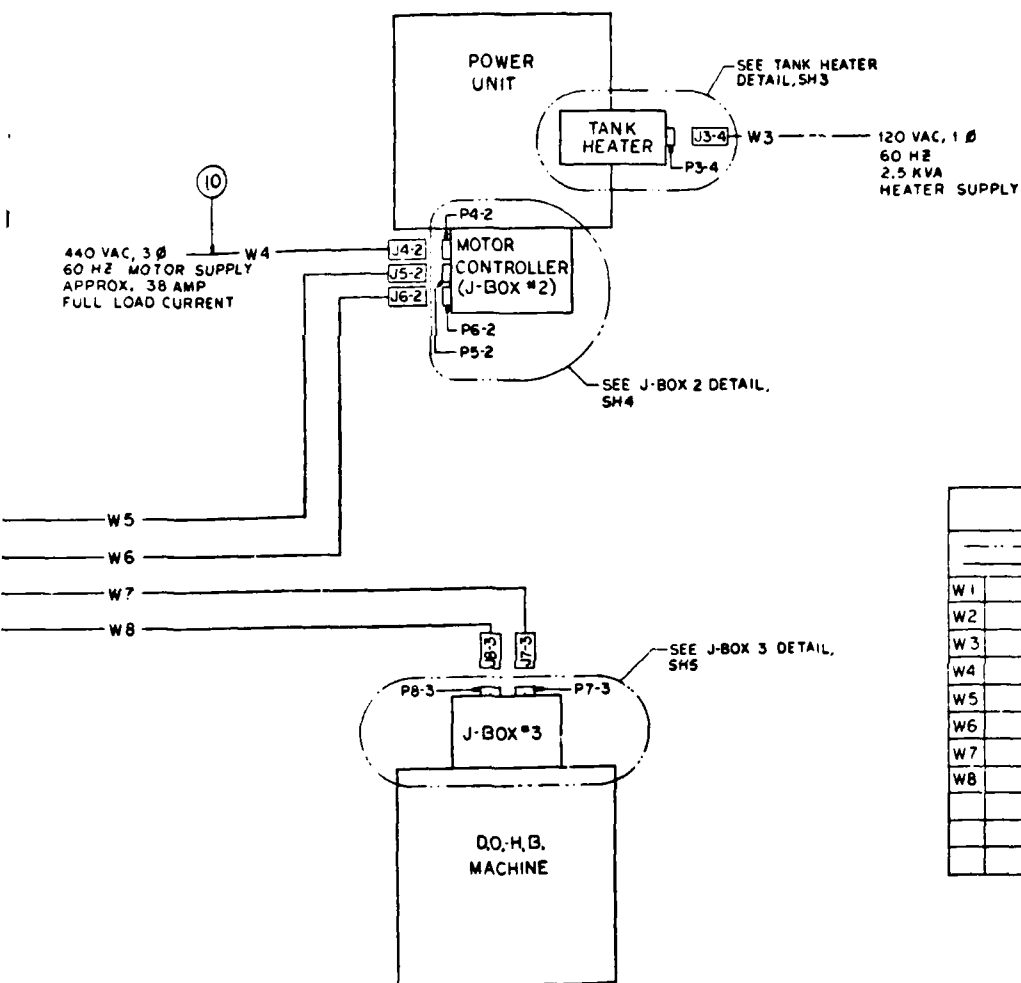 POWER
UNIT
SEE TANK HEATER
DETAIL, SH3
TANK
HEATER
J3-4
W3
P3-4
120 VAC, 1 Ø
60 HZ
2.5 KVA
HEATER SUPPLY
10
P4-2
440 VAC, 3 Ø
60 HZ MOTOR SUPPLY
APPROX. 38 AMP
FULL LOAD CURRENT
W4
J4-2
J5-2
J6-2
MOTOR
CONTROLLER
(J-BOX #2)
P6-2
P5-2
SEE J-BOX 2 DETAIL,
SH4
W5
W6
W7
W8
J8-3
J7-3
SEE J-BOX 3 DETAIL,
SH5
P8-3
P7-3
J-BOX #3
D.O.-H.B.
MACHINE
W1
W2
W3
W4
W5
W6
W7
W8